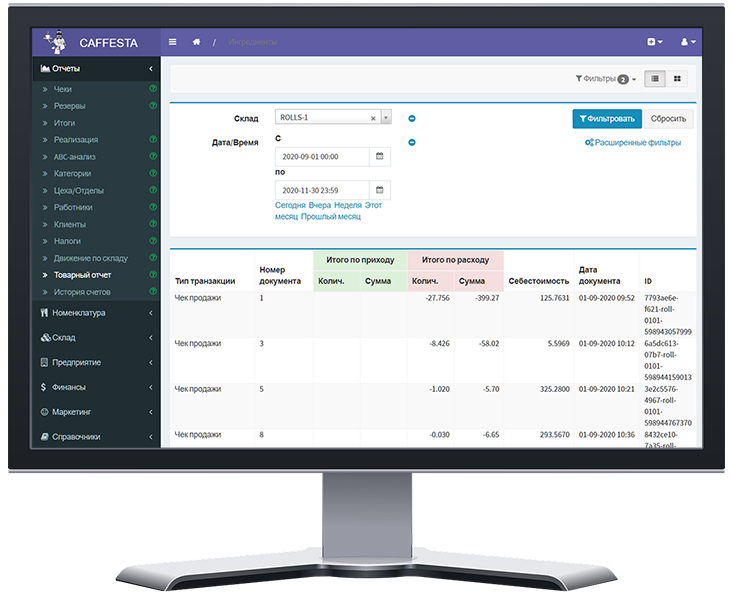 CAFFESTA
/ Ингредиенты
Отчеты
Чеки
Резервы
Итоги
Реализация
ABC-анализ
Категории
Цеха/Отделы
Работники
Клиенты
Налоги
Движение по складу
Товарный отчет
История счетов
Номенклатура
Склад
Предприятие
Финансы
Маркетинг
Справочники
Фильтры 2
Склад ROLLS-1
Фильтровать Сбросить
Дата/Время С
Расширенные фильтры
2020-09-01 00:00
по
2020-11-30 23:59
Сегодня Вчера Неделя Этот
месяц Прошлый месяц
Итого по приходу Итого по расходу
Тип транзакции Номер документа Колич. Сумма Колич. Сумма Себестоимость Дата документа ID
Чек продажи 1 -27.756 -399.27 125.7631 01-09-2020 09:52 7793ae6e-
f621-roll-
0101-
598943057999
Чек продажи 3 -8.426 -58.02 5.5969 01-09-2020 10:12 6a5dc613-
07b7-roll-
0101-
598944159013
Чек продажи 5 -1.020 -5.70 325.2800 01-09-2020 10:21 3e2c5576-
4967-roll-
0101-
598944767370
Чек продажи 8 -0.030 -6.65 293.5670 01-09-2020 10:36 8432ce10-
7a35-roll-